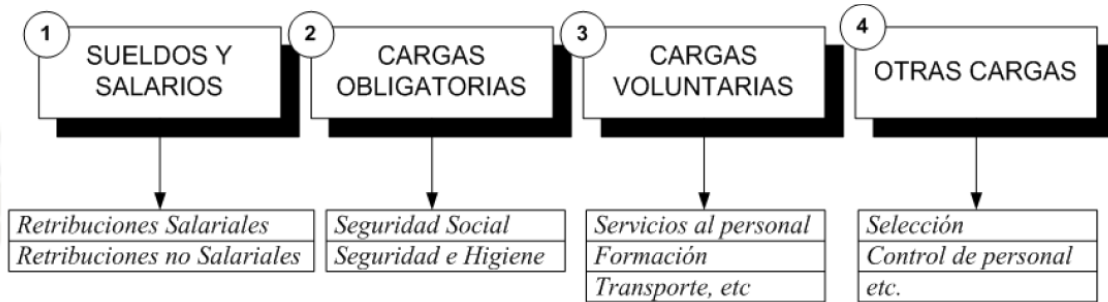 1
SUELDOS Y
SALARIOS
Retribuciones Salariales
Retribuciones no Salariales
2
CARGAS
OBLIGATORIAS
Seguridad Social
Seguridad e Higiene
3
CARGAS
VOLUNTARIAS
Servicios al personal
Formación
Transporte, etc
4
OTRAS CARGAS
Selección
Control de personal
etc.